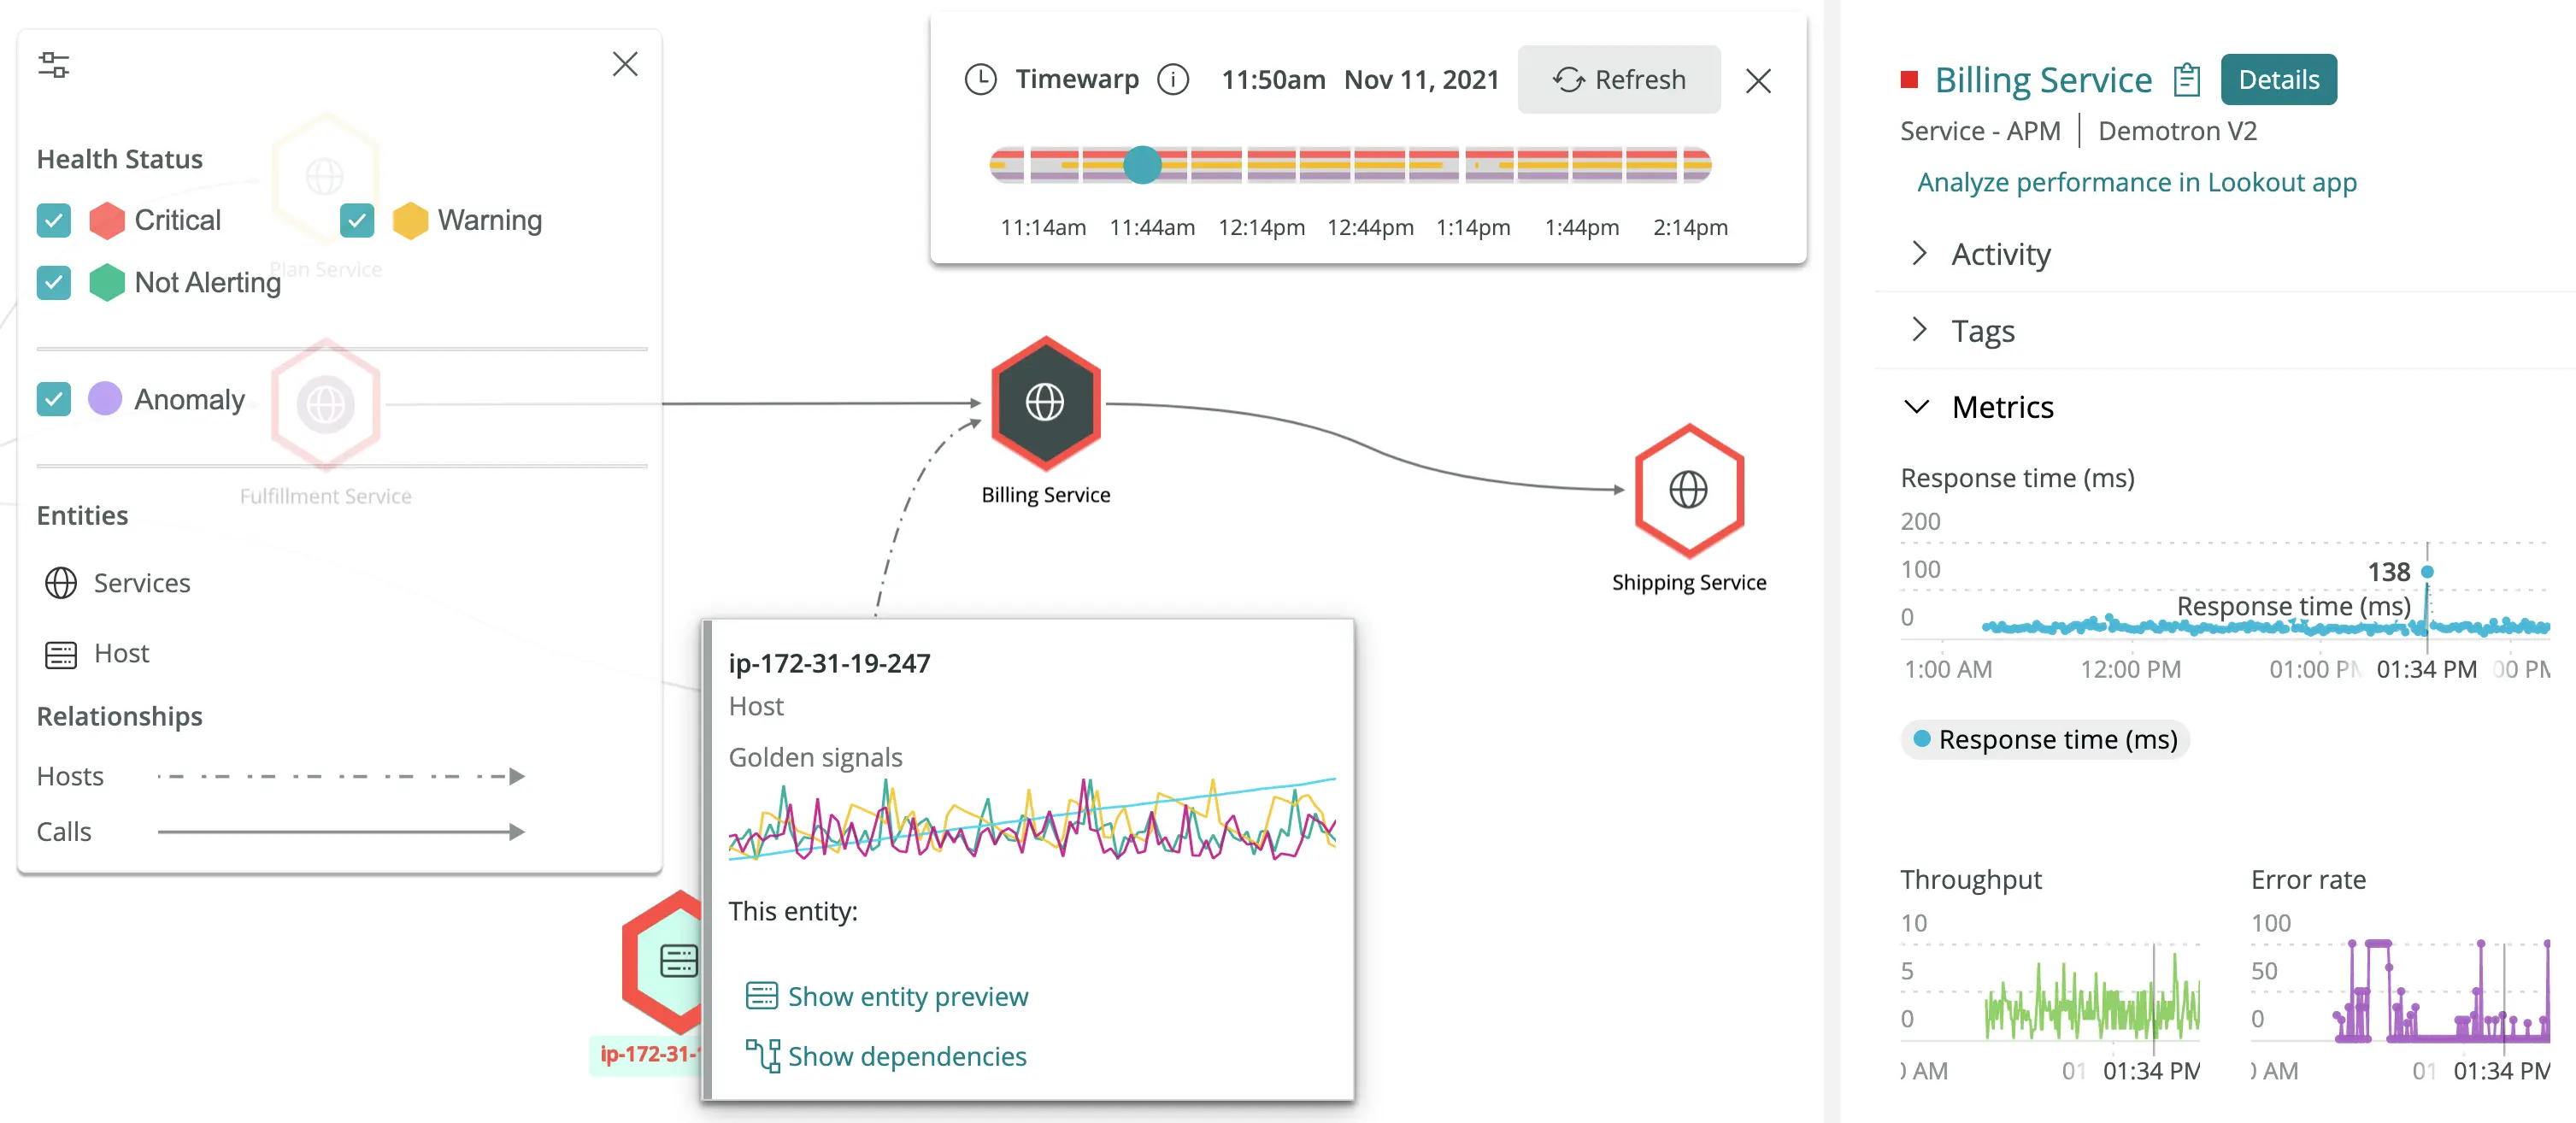 Health Status
Critical
Warning
Plan Service
Not Alerting
Anomaly
Fulfillment Service
Entities
Services
Host
Relationships
Hosts
Calls
Timewarp 11:50am Nov 11, 2021 Refresh
11:14am 11:44am 12:14pm 12:44pm 1:14pm 1:44pm 2:14pm
Billing Service
Shipping Service
ip-172-31-19-247
Host
Golden signals
This entity:
Show entity preview
Show dependencies
ip-172-31-
Billing Service Details
Service - APM | Demotron V2
Analyze performance in Lookout app
Activity
Tags
Metrics
Response time (ms)
200
100
0
138
Response time (ms)
1:00 AM 12:00 PM 01:00 PM 01:34 PM 00 PM
Response time (ms)
Throughput
10
5
0
AM 01 01:34 PM
Error rate
100
50
0
AM 01 01:34 PM